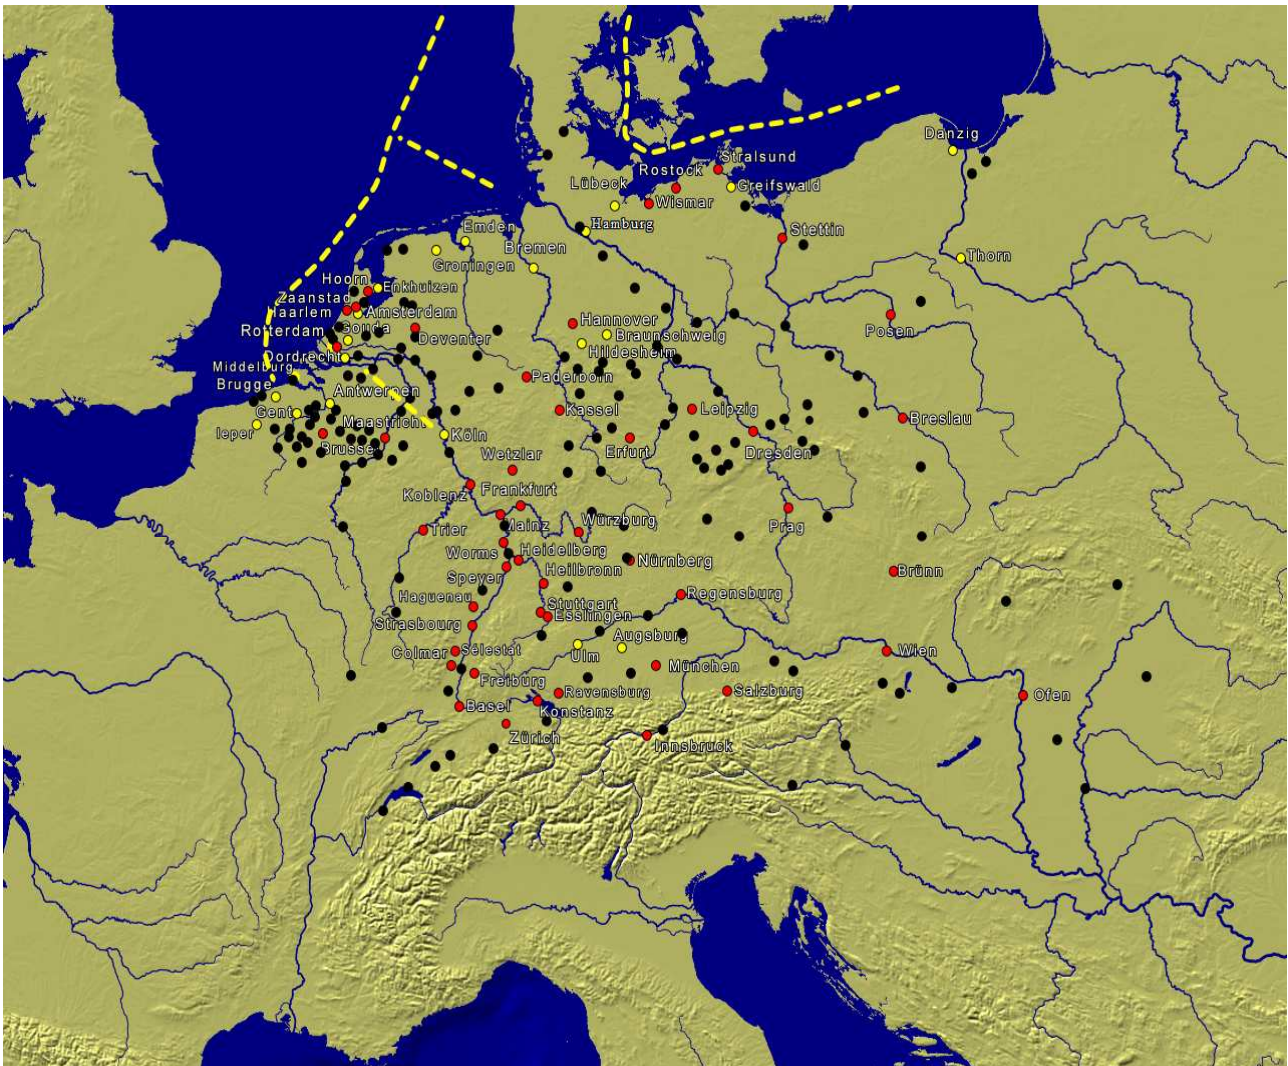 Danzig
Stralsund
Rostock
Lübeck
Greifswald
Wismar
Hamburg
Emden
Stettin
Bremen
Groningen
Thorn
Hoorn
Enkhuizen
Zaanstad
Haarlem
Amsterdam
Posen
Hannover
Rotterdam
Gouda
Braunschweig
Deventer
Hildesheim
Dordrecht
Middelburg
Paderborn
Brugge
Antwerpen
Gent
Kassel
Leipzig
Breslau
Maastricht
Ieper
Köln
Brussel
Erfurt
Dresden
Wetzlar
Koblenz
Frankfurt
Mainz
Würzburg
Prag
Trier
Worms
Heidelberg
Nürnberg
Heilbronn
Brünn
Speyer
Haguenau
Regensburg
Stuttgart
Esslingen
Strasbourg
Augsburg
Colmar
Sélestat
Ulm
Wien
München
Freiburg
Ravensburg
Salzburg
Ofen
Basel
Konstanz
Zürich
Innsbruck